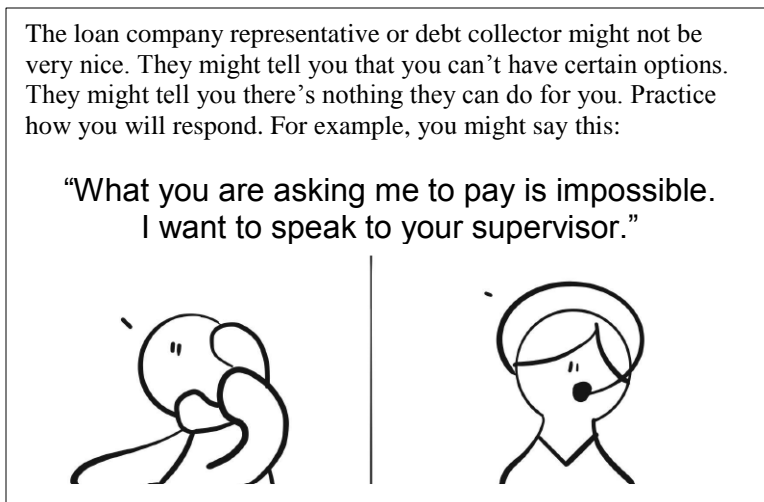 The loan company representative or debt collector might not be
very nice. They might tell you that you can’t have certain options.
They might tell you there’s nothing they can do for you. Practice
how you will respond. For example, you might say this:
“What you are asking me to pay is impossible.
I want to speak to your supervisor.”